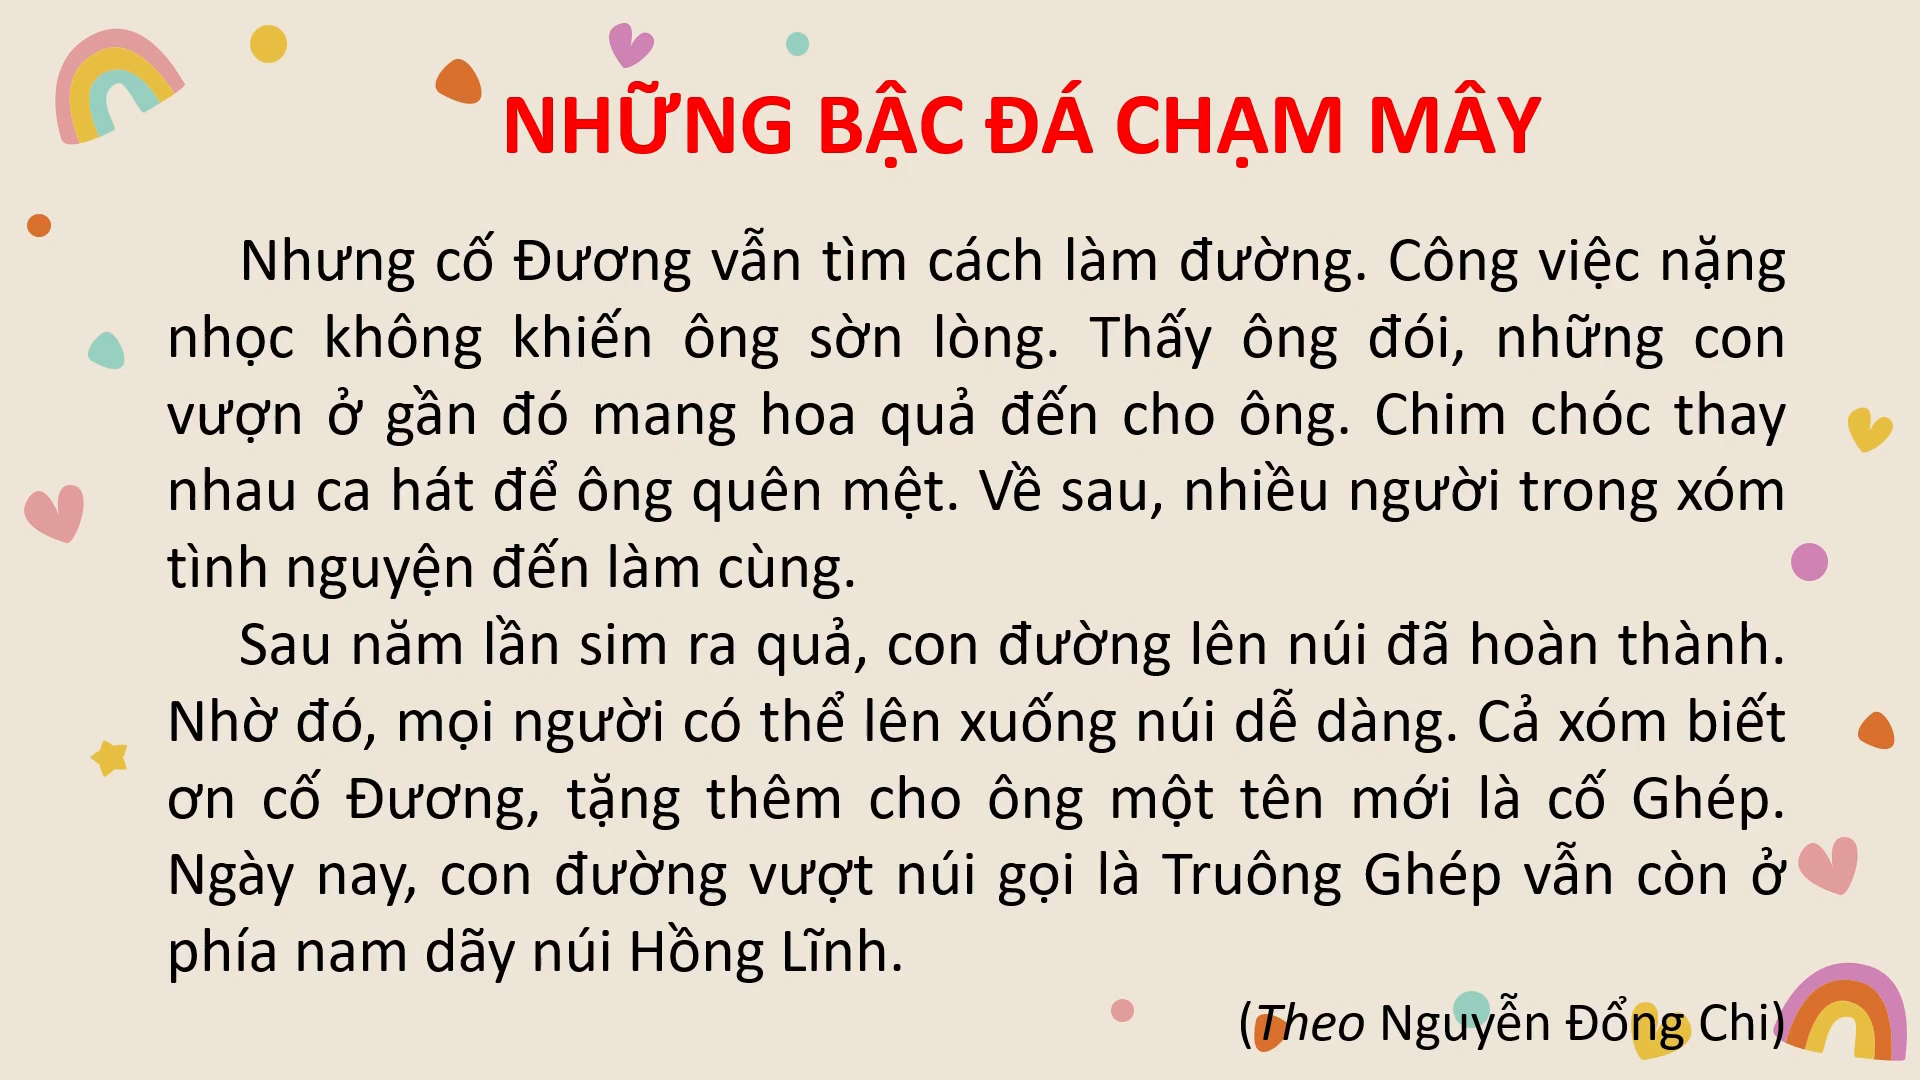 NHỮNG BẬC ĐÁ CHẠM MÂY
Nhưng cố Đương vẫn tìm cách làm đường. Công việc nặng
nhọc không khiến ông sờn lòng. Thấy ông đói, những con
vượn ở gần đó mang hoa quả đến cho ông. Chim chóc thay
nhau ca hát để ông quên mệt. Về sau, nhiều người trong xóm
tình nguyện đến làm cùng.
Sau năm lần sim ra quả, con đường lên núi đã hoàn thành.
Nhờ đó, mọi người có thể lên xuống núi dễ dàng. Cả xóm biết
ơn cố Đương, tặng thêm cho ông một tên mới là cố Ghép.
Ngày nay, con đường vượt núi gọi là Truông Ghép vẫn còn ở
phía nam dãy núi Hồng Lĩnh.
(Theo Nguyễn Đổng Chi)